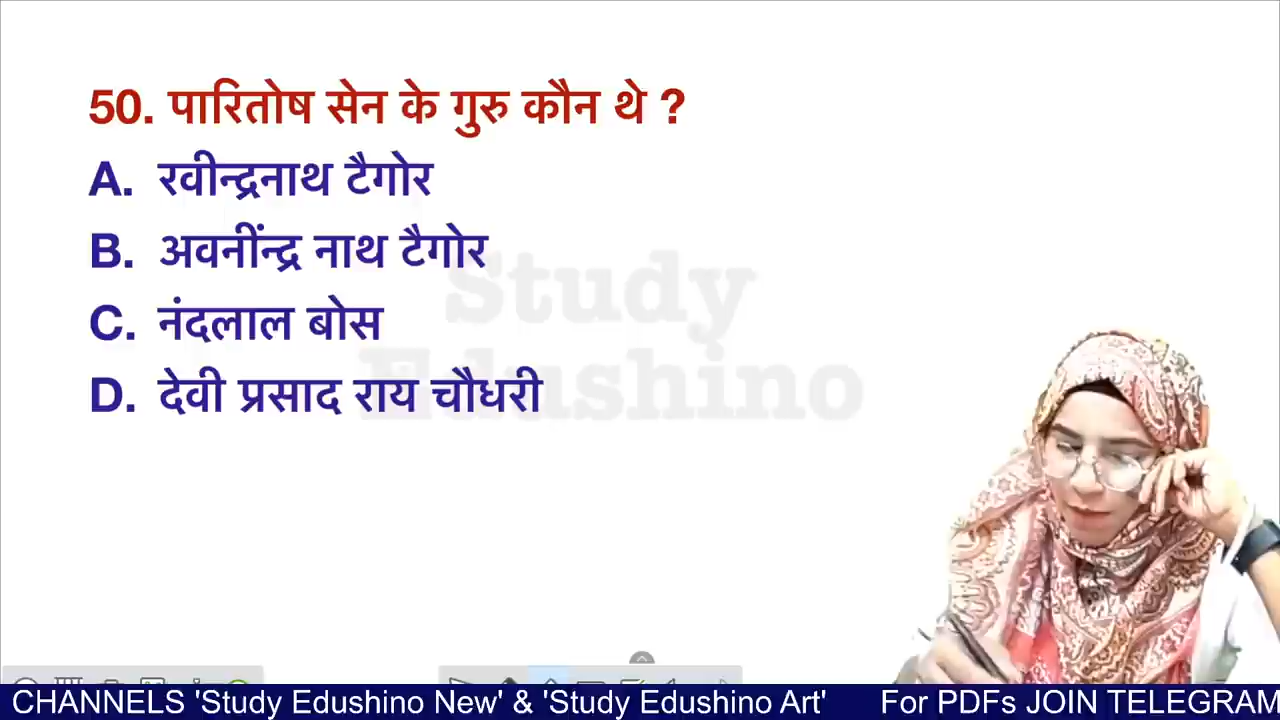 50. पारितोष सेन के गुरु कौन थे ?
A. रवीन्द्रनाथ टैगोर
B. अवनींन्द्र नाथ टैगोर
C. नंदलाल बोस
D. देवी प्रसाद राय चौधरी
Study
Edushino
CHANNELS 'Study Edushino New' & 'Study Edushino Art' For PDFs JOIN TELEGRAM